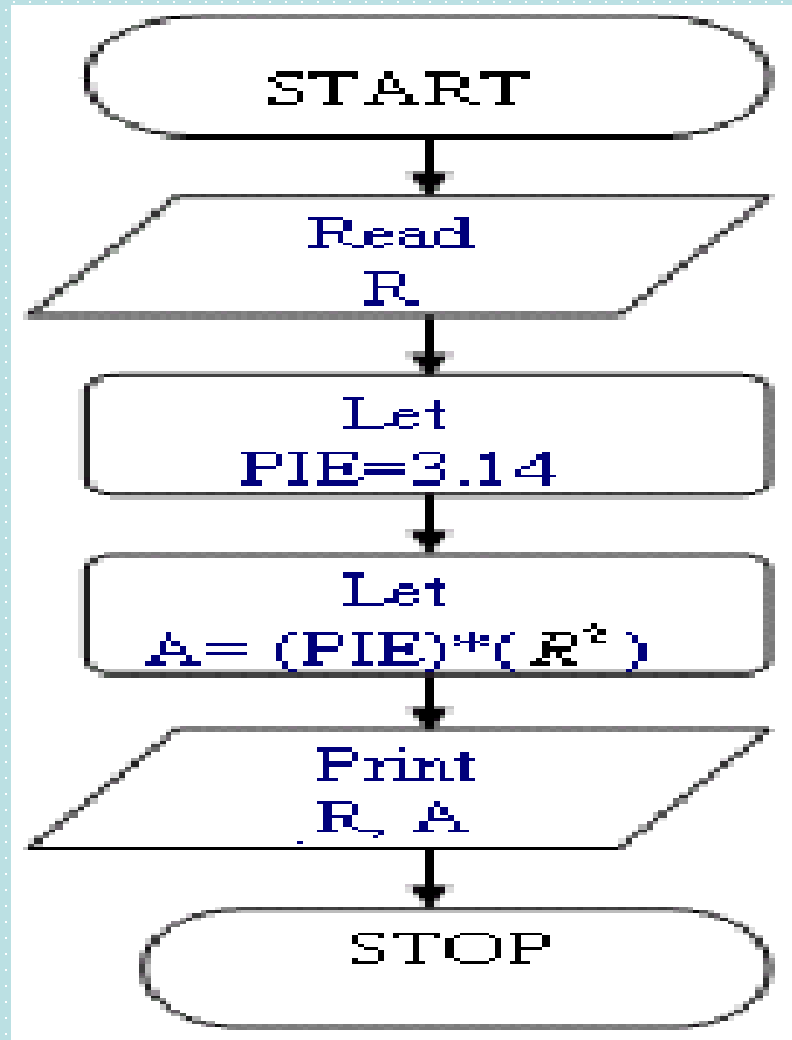 START
Read
R
Let
PIE=3.14
Let
A= (PIE)*( R² )
Print
R, A
STOP